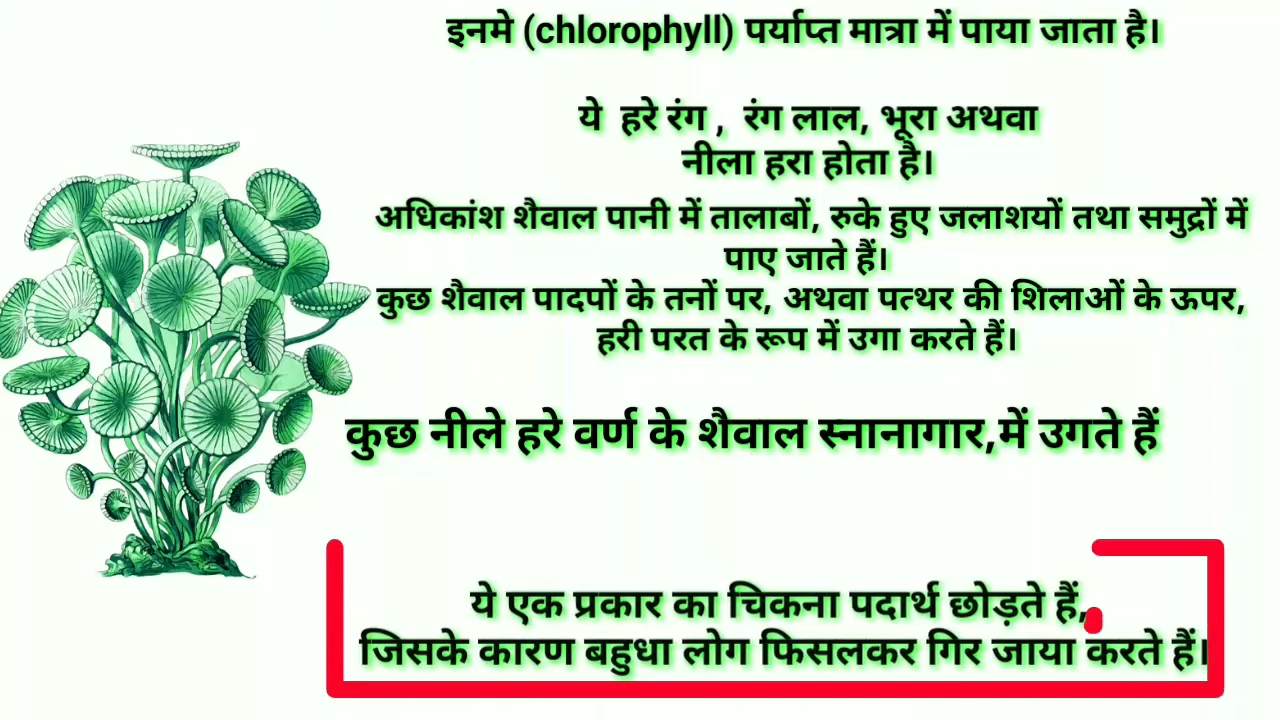 इनमे (chlorophyll) पर्याप्त मात्रा में पाया जाता है।
ये हरे रंग , रंग लाल, भूरा अथवा
नीला हरा होता है।
अधिकांश शैवाल पानी में तालाबों, रुके हुए जलाशयों तथा समुद्रों में
पाए जाते हैं।
कुछ शैवाल पादपों के तनों पर, अथवा पत्थर की शिलाओं के ऊपर,
हरी परत के रूप में उगा करते हैं।
कुछ नीले हरे वर्ण के शैवाल स्नानागार,में उगते हैं
ये एक प्रकार का चिकना पदार्थ छोड़ते हैं,
जिसके कारण बहुधा लोग फिसलकर गिर जाया करते हैं।